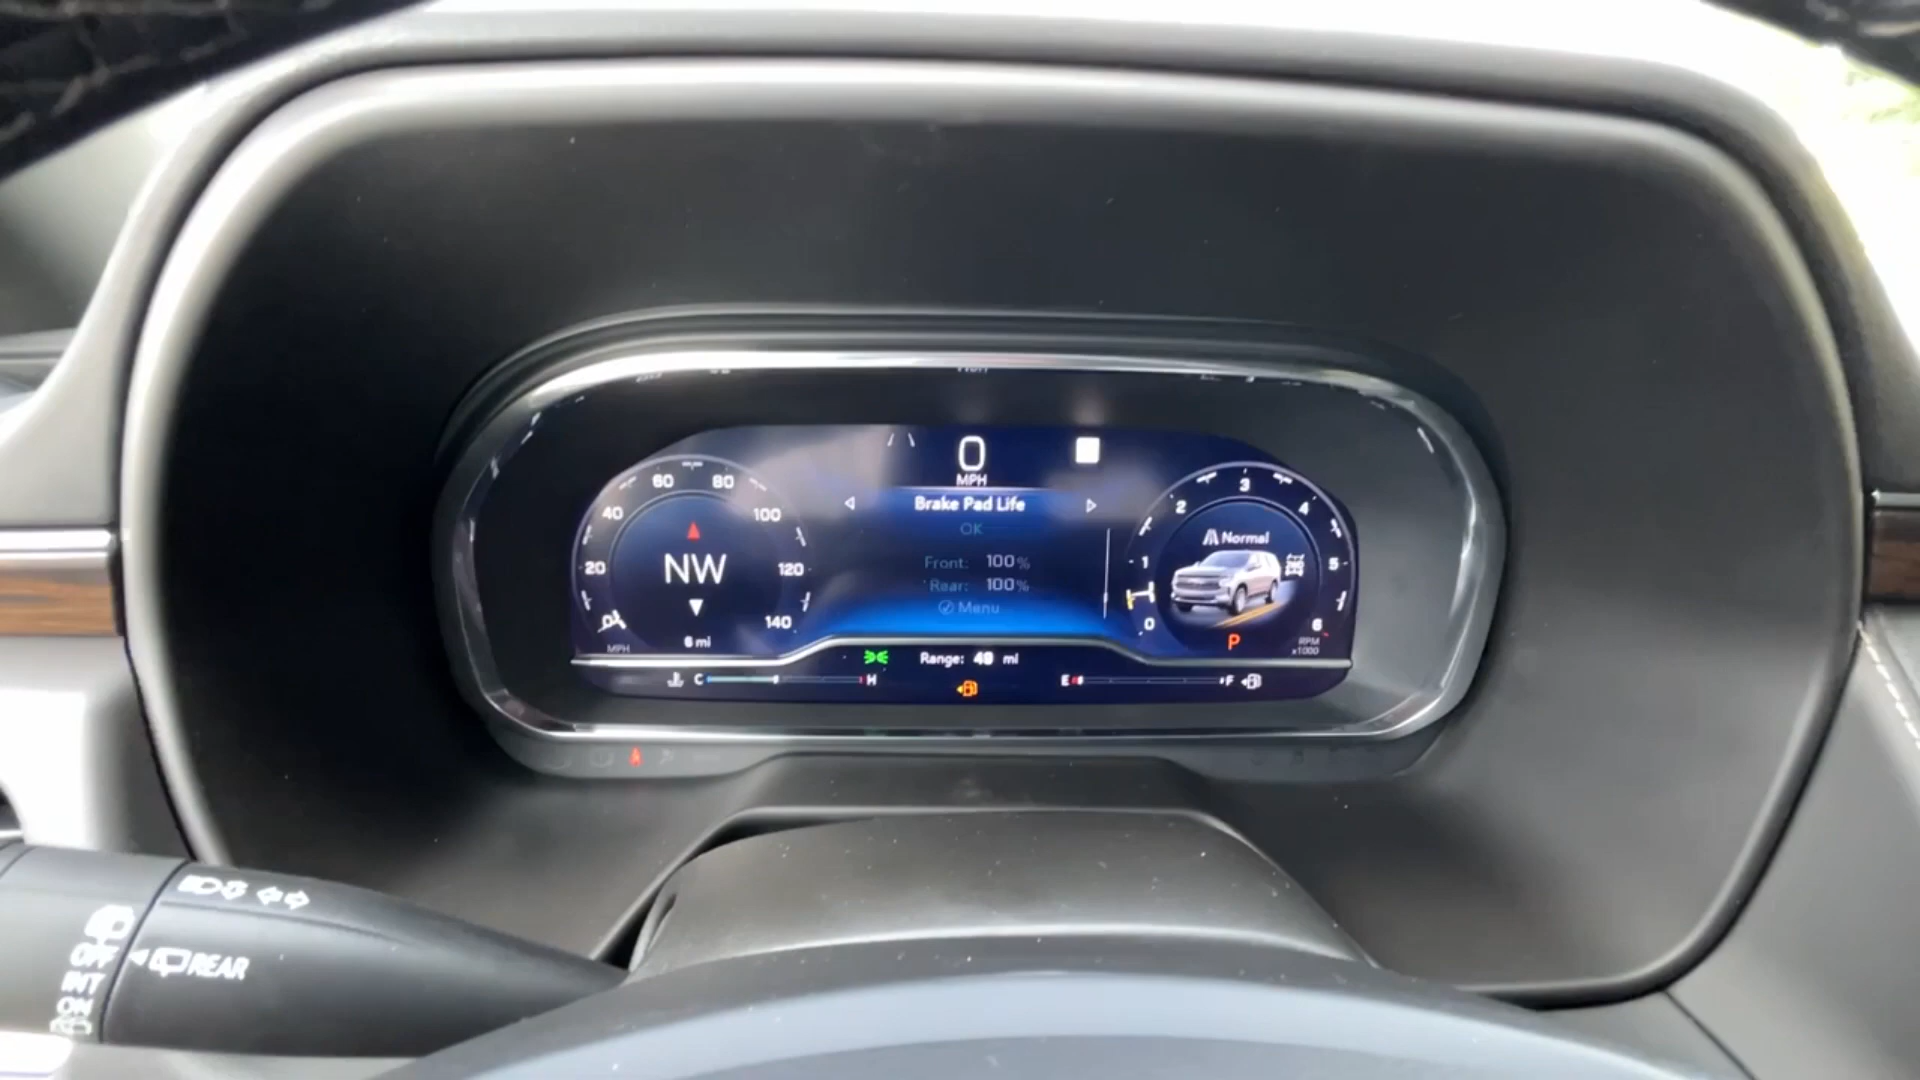 0
MPH
Brake Pad Life
OK
Front: 100%
Rear: 100%
Menu
0 20 40 60 80 100 120 140
NW
MPH
6 mi
0 1 2 3 4 5 6
Normal
P
RPM
x1000
Range: 49 mi
C H
E F
OFF
INT
ON
REAR